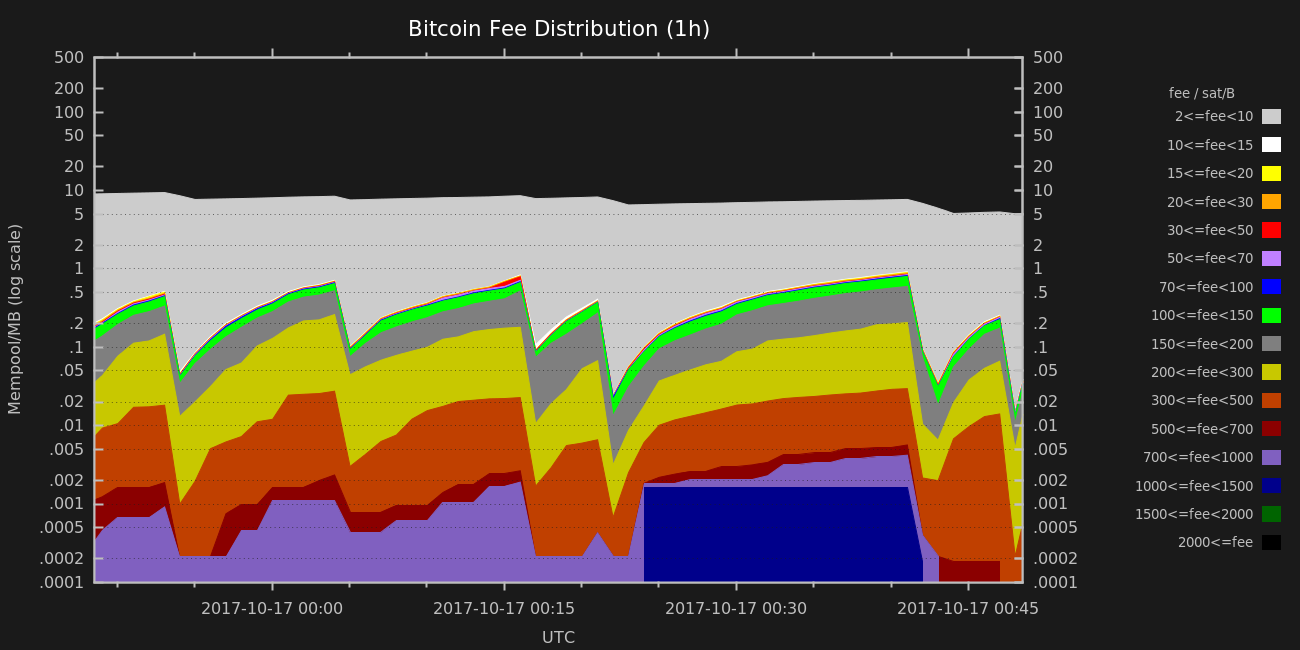 Bitcoin Fee Distribution (1h)
Mempool/MB (log scale)
500
200
100
50
20
10
5
2
1
.5
.2
.1
.05
.02
.01
.005
.002
.001
.0005
.0002
.0001
500
200
100
50
20
10
5
2
1
.5
.2
.1
.05
.02
.01
.005
.002
.001
.0005
.0002
.0001
2017-10-17 00:00 2017-10-17 00:15 2017-10-17 00:30 2017-10-17 00:45
UTC
fee / sat/B
2<=fee<10
10<=fee<15
15<=fee<20
20<=fee<30
30<=fee<50
50<=fee<70
70<=fee<100
100<=fee<150
150<=fee<200
200<=fee<300
300<=fee<500
500<=fee<700
700<=fee<1000
1000<=fee<1500
1500<=fee<2000
2000<=fee